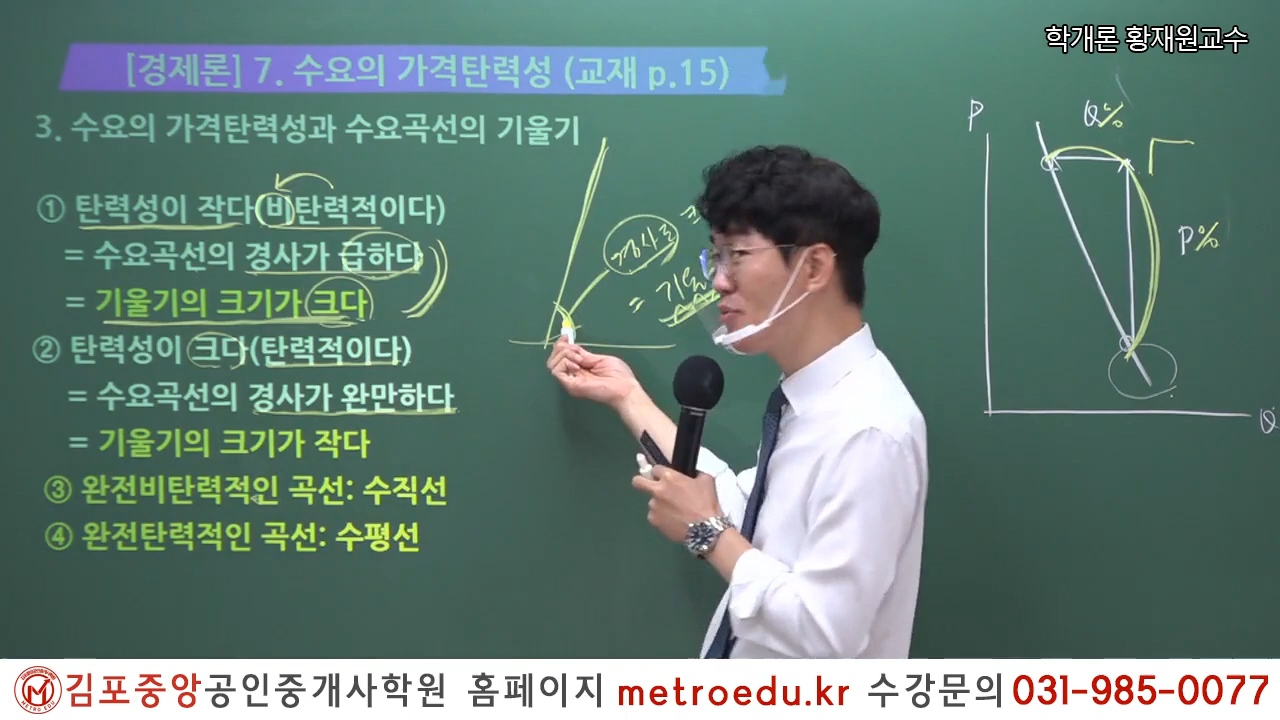 학개론 황재원교수
[경제론] 7. 수요의 가격탄력성 (교재 p.15)
3. 수요의 가격탄력성과 수요곡선의 기울기
① 탄력성이 작다(비탄력적이다)
= 수요곡선의 경사가 급하다
= 기울기의 크기가 크다
② 탄력성이 크다(탄력적이다)
= 수요곡선의 경사가 완만하다
= 기울기의 크기가 작다
③ 완전비탄력적인 곡선: 수직선
④ 완전탄력적인 곡선: 수평선
경사도
= 기울
P
Q%
P%
Q
김포중앙공인중개사학원 홈페이지 metroedu.kr 수강문의 031-985-0077
METRO EDU